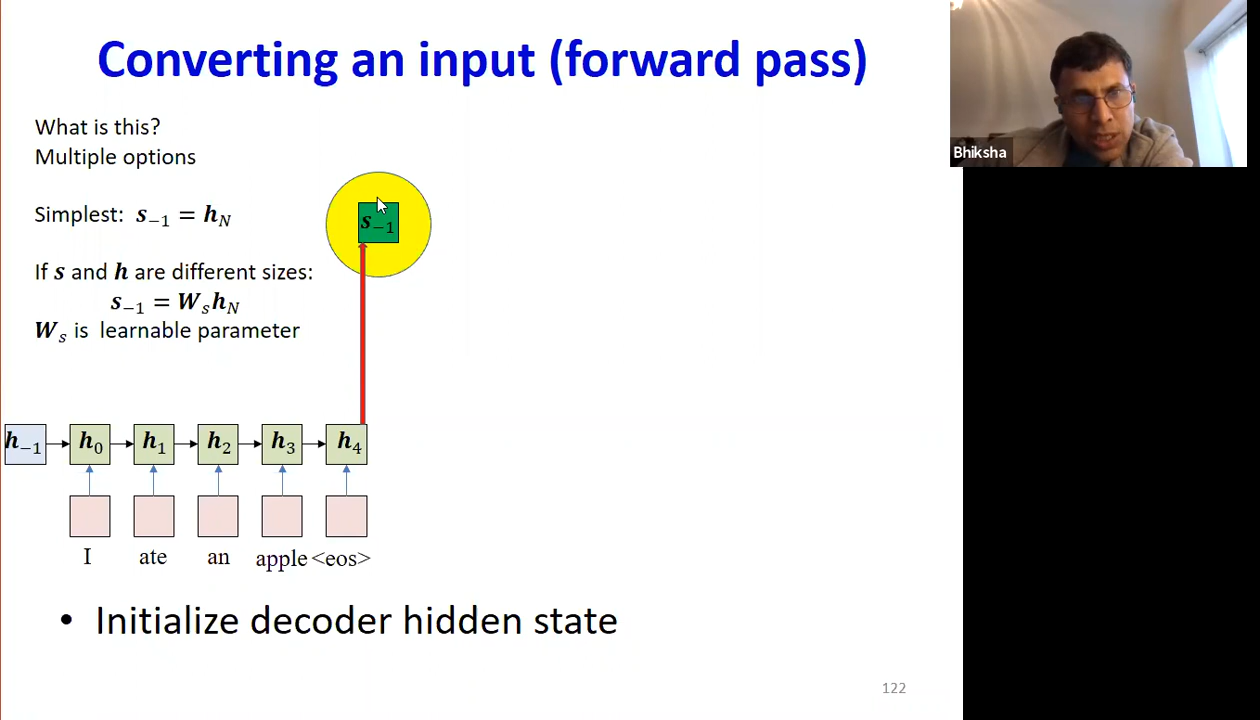 Converting an input (forward pass)
Bhiksha
What is this?
Multiple options
Simplest: s₋₁ = h_N
If s and h are different sizes:
s₋₁ = W_s h_N
W_s is learnable parameter
s₋₁
h₋₁ h₀ h₁ h₂ h₃ h₄
I ate an apple <eos>
• Initialize decoder hidden state
122